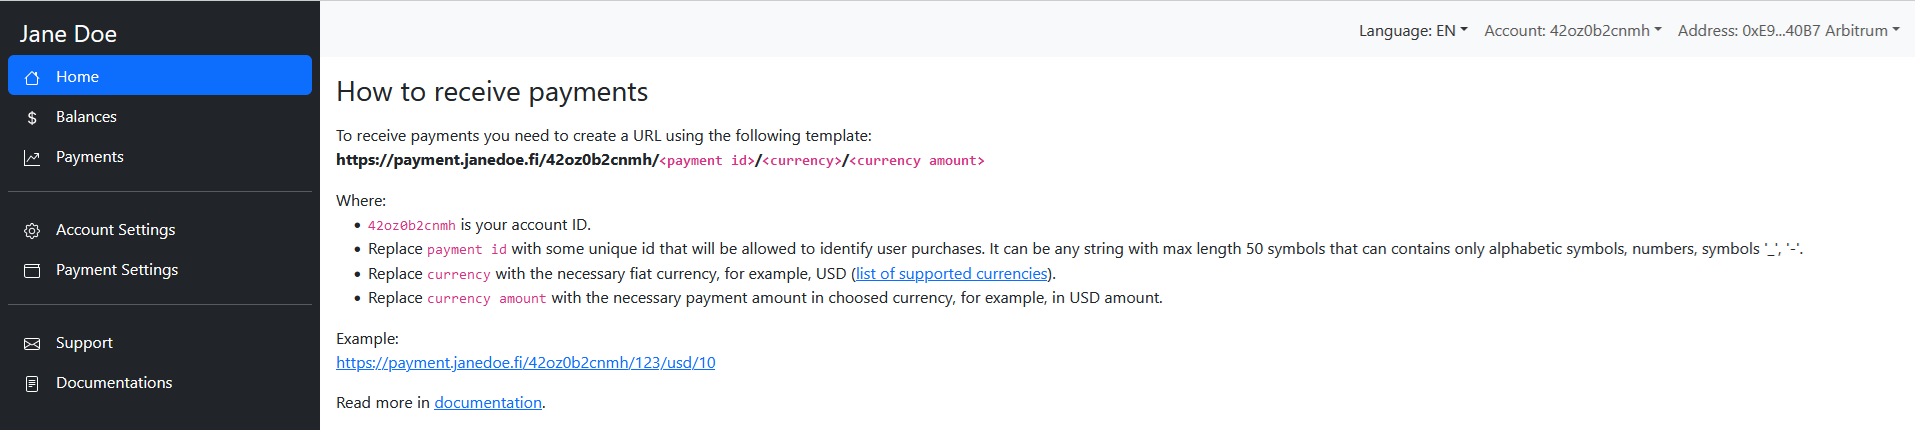 Jane Doe
Home
Balances
Payments
Account Settings
Payment Settings
Support
Documentations
Language: EN
Account: 42oz0b2cnmh
Address: 0xE9...40B7 Arbitrum
How to receive payments
To receive payments you need to create a URL using the following template:
https://payment.janedoe.fi/42oz0b2cnmh/<payment id>/<currency>/<currency amount>
Where:
• 42oz0b2cnmh is your account ID.
• Replace payment id with some unique id that will be allowed to identify user purchases. It can be any string with max length 50 symbols that can contains only alphabetic symbols, numbers, symbols '_', '-'.
• Replace currency with the necessary fiat currency, for example, USD (list of supported currencies).
• Replace currency amount with the necessary payment amount in choosed currency, for example, in USD amount.
Example:
https://payment.janedoe.fi/42oz0b2cnmh/123/usd/10
Read more in documentation.